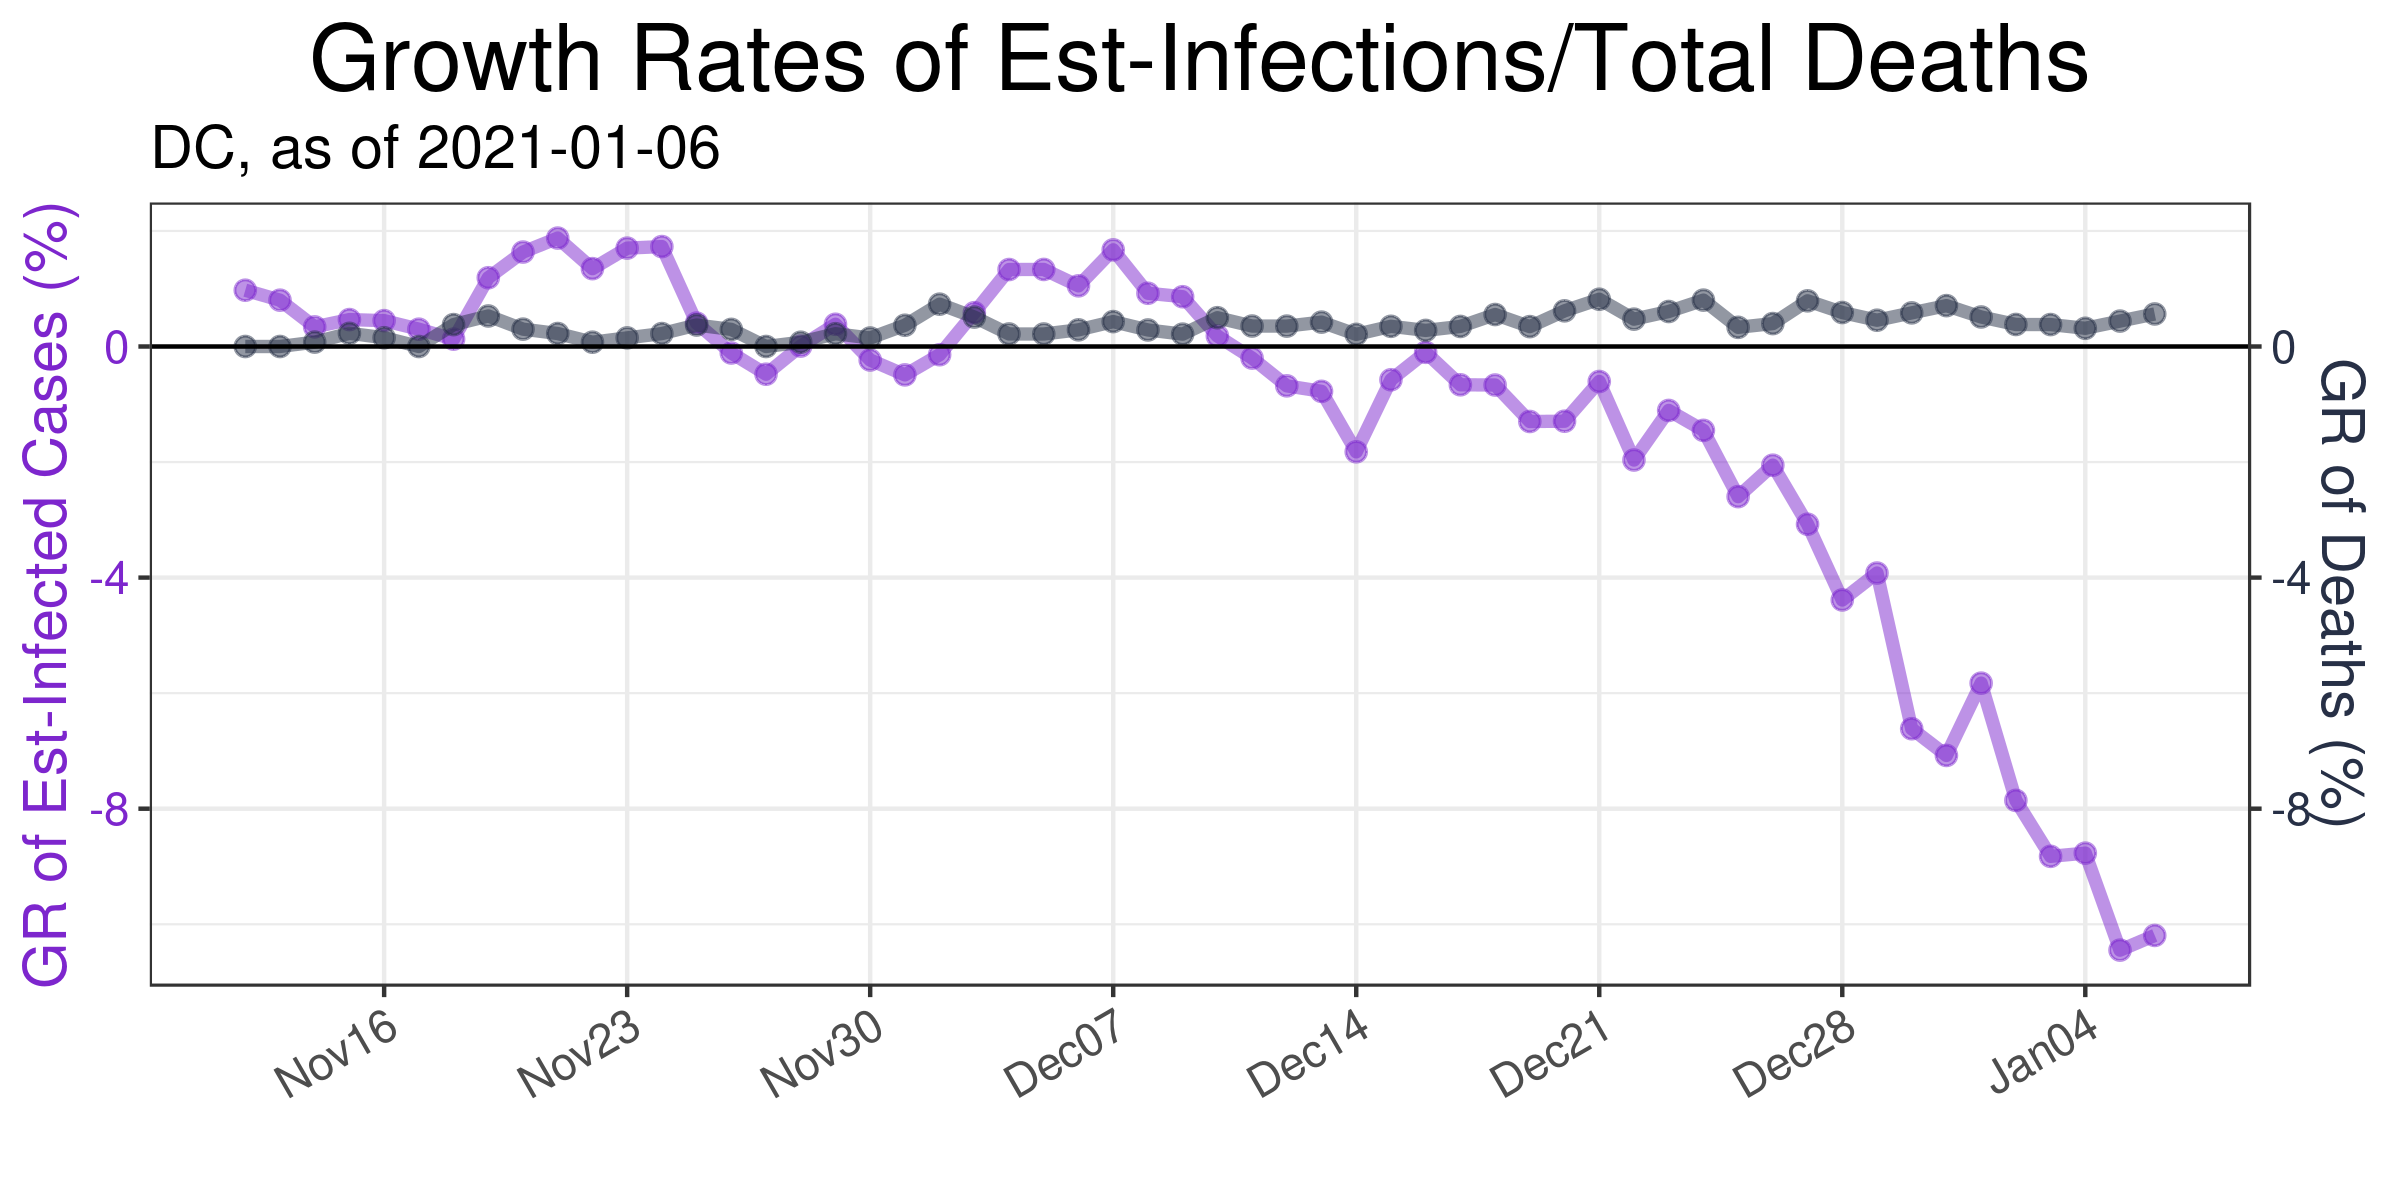 Growth Rates of Est-Infections/Total Deaths
DC, as of 2021-01-06
GR of Est-Infected Cases (%)
0
-4
-8
0
-4
-8
GR of Deaths (%)
Nov16
Nov23
Nov30
Dec07
Dec14
Dec21
Dec28
Jan04